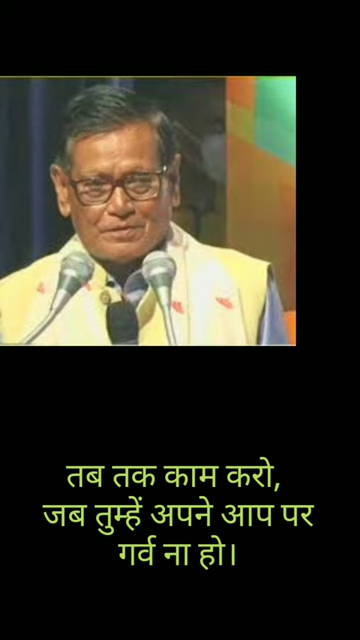 तब तक काम करो,
जब तुम्हें अपने आप पर
गर्व ना हो।